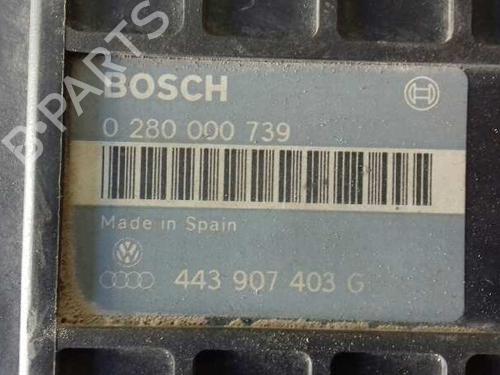 B-PARTS
BOSCH
0 280 000 739
Made in Spain
443 907 403 G